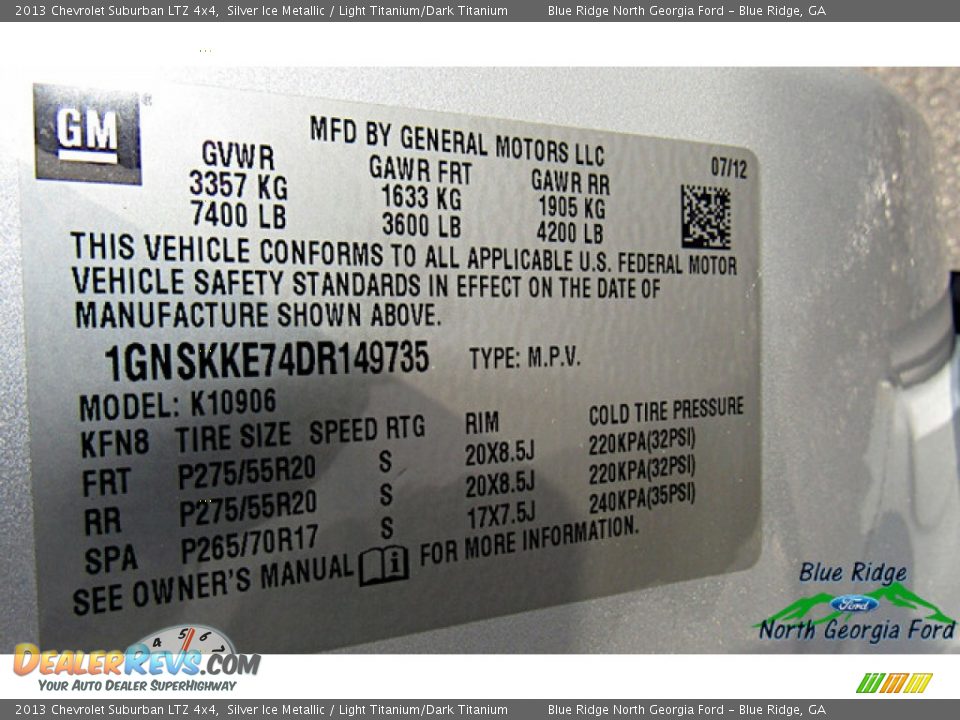 2013 Chevrolet Suburban LTZ 4x4, Silver Ice Metallic / Light Titanium/Dark Titanium Blue Ridge North Georgia Ford – Blue Ridge, GA
GM®
MFD BY GENERAL MOTORS LLC
07/12
GVWR GAWR FRT GAWR RR
3357 KG 1633 KG 1905 KG
7400 LB 3600 LB 4200 LB
THIS VEHICLE CONFORMS TO ALL APPLICABLE U.S. FEDERAL MOTOR
VEHICLE SAFETY STANDARDS IN EFFECT ON THE DATE OF
MANUFACTURE SHOWN ABOVE.
1GNSKKE74DR149735 TYPE: M.P.V.
MODEL: K10906
KFN8 TIRE SIZE SPEED RTG RIM COLD TIRE PRESSURE
FRT P275/55R20 S 20X8.5J 220KPA(32PSI)
RR P275/55R20 S 20X8.5J 220KPA(32PSI)
SPA P265/70R17 S 17X7.5J 240KPA(35PSI)
SEE OWNER'S MANUAL i FOR MORE INFORMATION.
Blue Ridge
Ford
North Georgia Ford
4 5 6 7
DEALERREVS.COM
YOUR AUTO DEALER SUPERHIGHWAY
2013 Chevrolet Suburban LTZ 4x4, Silver Ice Metallic / Light Titanium/Dark Titanium Blue Ridge North Georgia Ford – Blue Ridge, GA